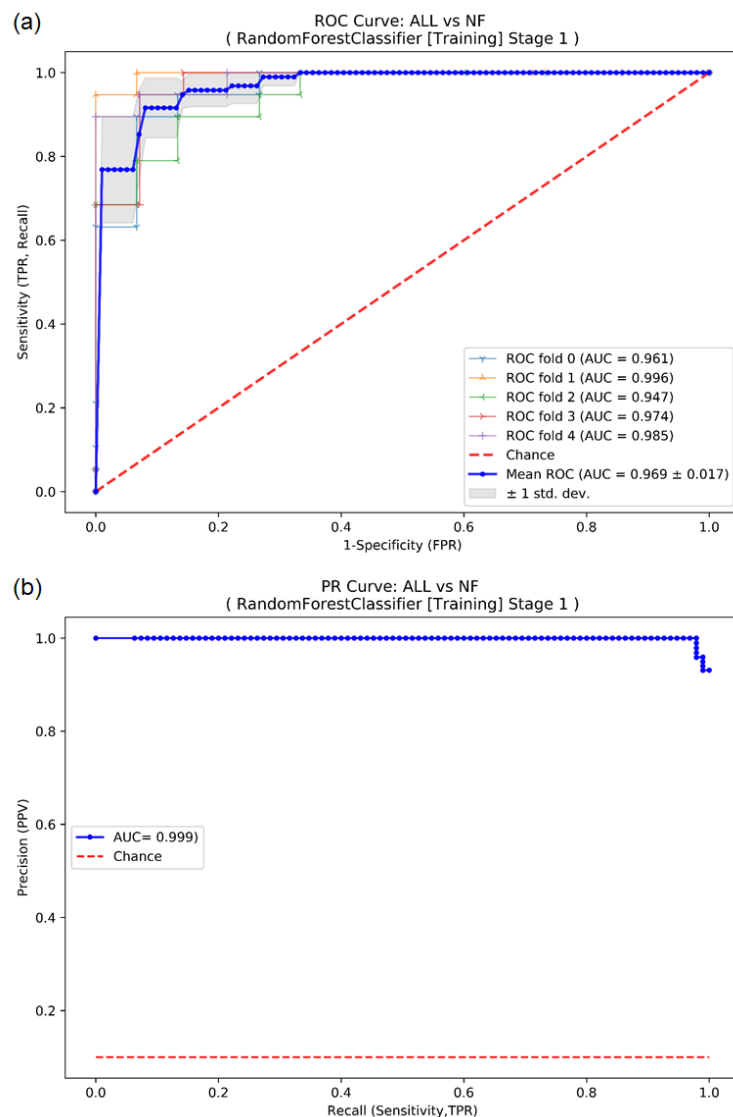 (a)
ROC Curve: ALL vs NF
( RandomForestClassifier [Training] Stage 1 )
1.0
0.8
0.6
0.4
0.2
0.0
Sensitivity (TPR, Recall)
ROC fold 0 (AUC = 0.961)
ROC fold 1 (AUC = 0.996)
ROC fold 2 (AUC = 0.947)
ROC fold 3 (AUC = 0.974)
ROC fold 4 (AUC = 0.985)
Chance
Mean ROC (AUC = 0.969 ± 0.017)
± 1 std. dev.
0.0 0.2 0.4 0.6 0.8 1.0
1-Specificity (FPR)
(b)
PR Curve: ALL vs NF
( RandomForestClassifier [Training] Stage 1 )
1.0
0.8
0.6
0.4
0.2
Precision (PPV)
AUC= 0.999)
Chance
0.0 0.2 0.4 0.6 0.8 1.0
Recall (Sensitivity,TPR)